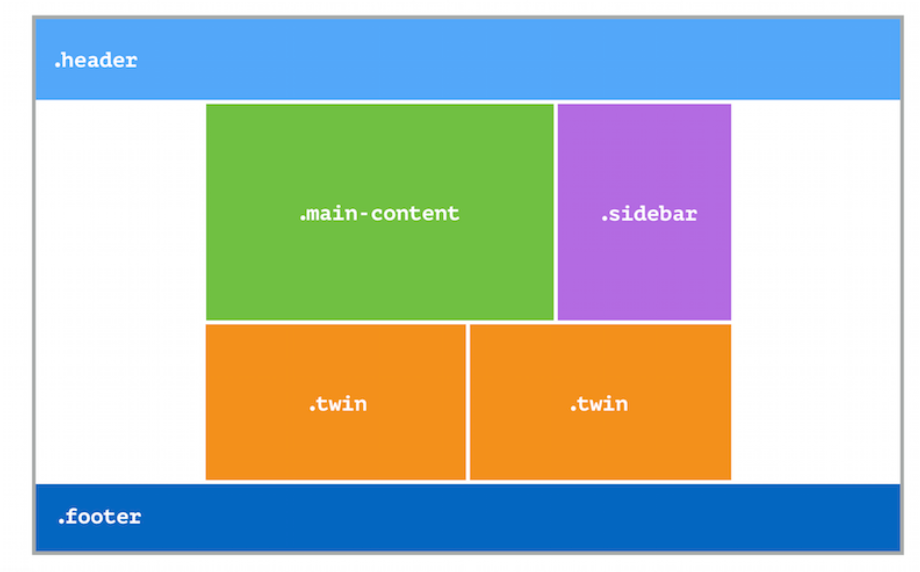 .header
.main-content
.sidebar
.twin
.twin
.footer